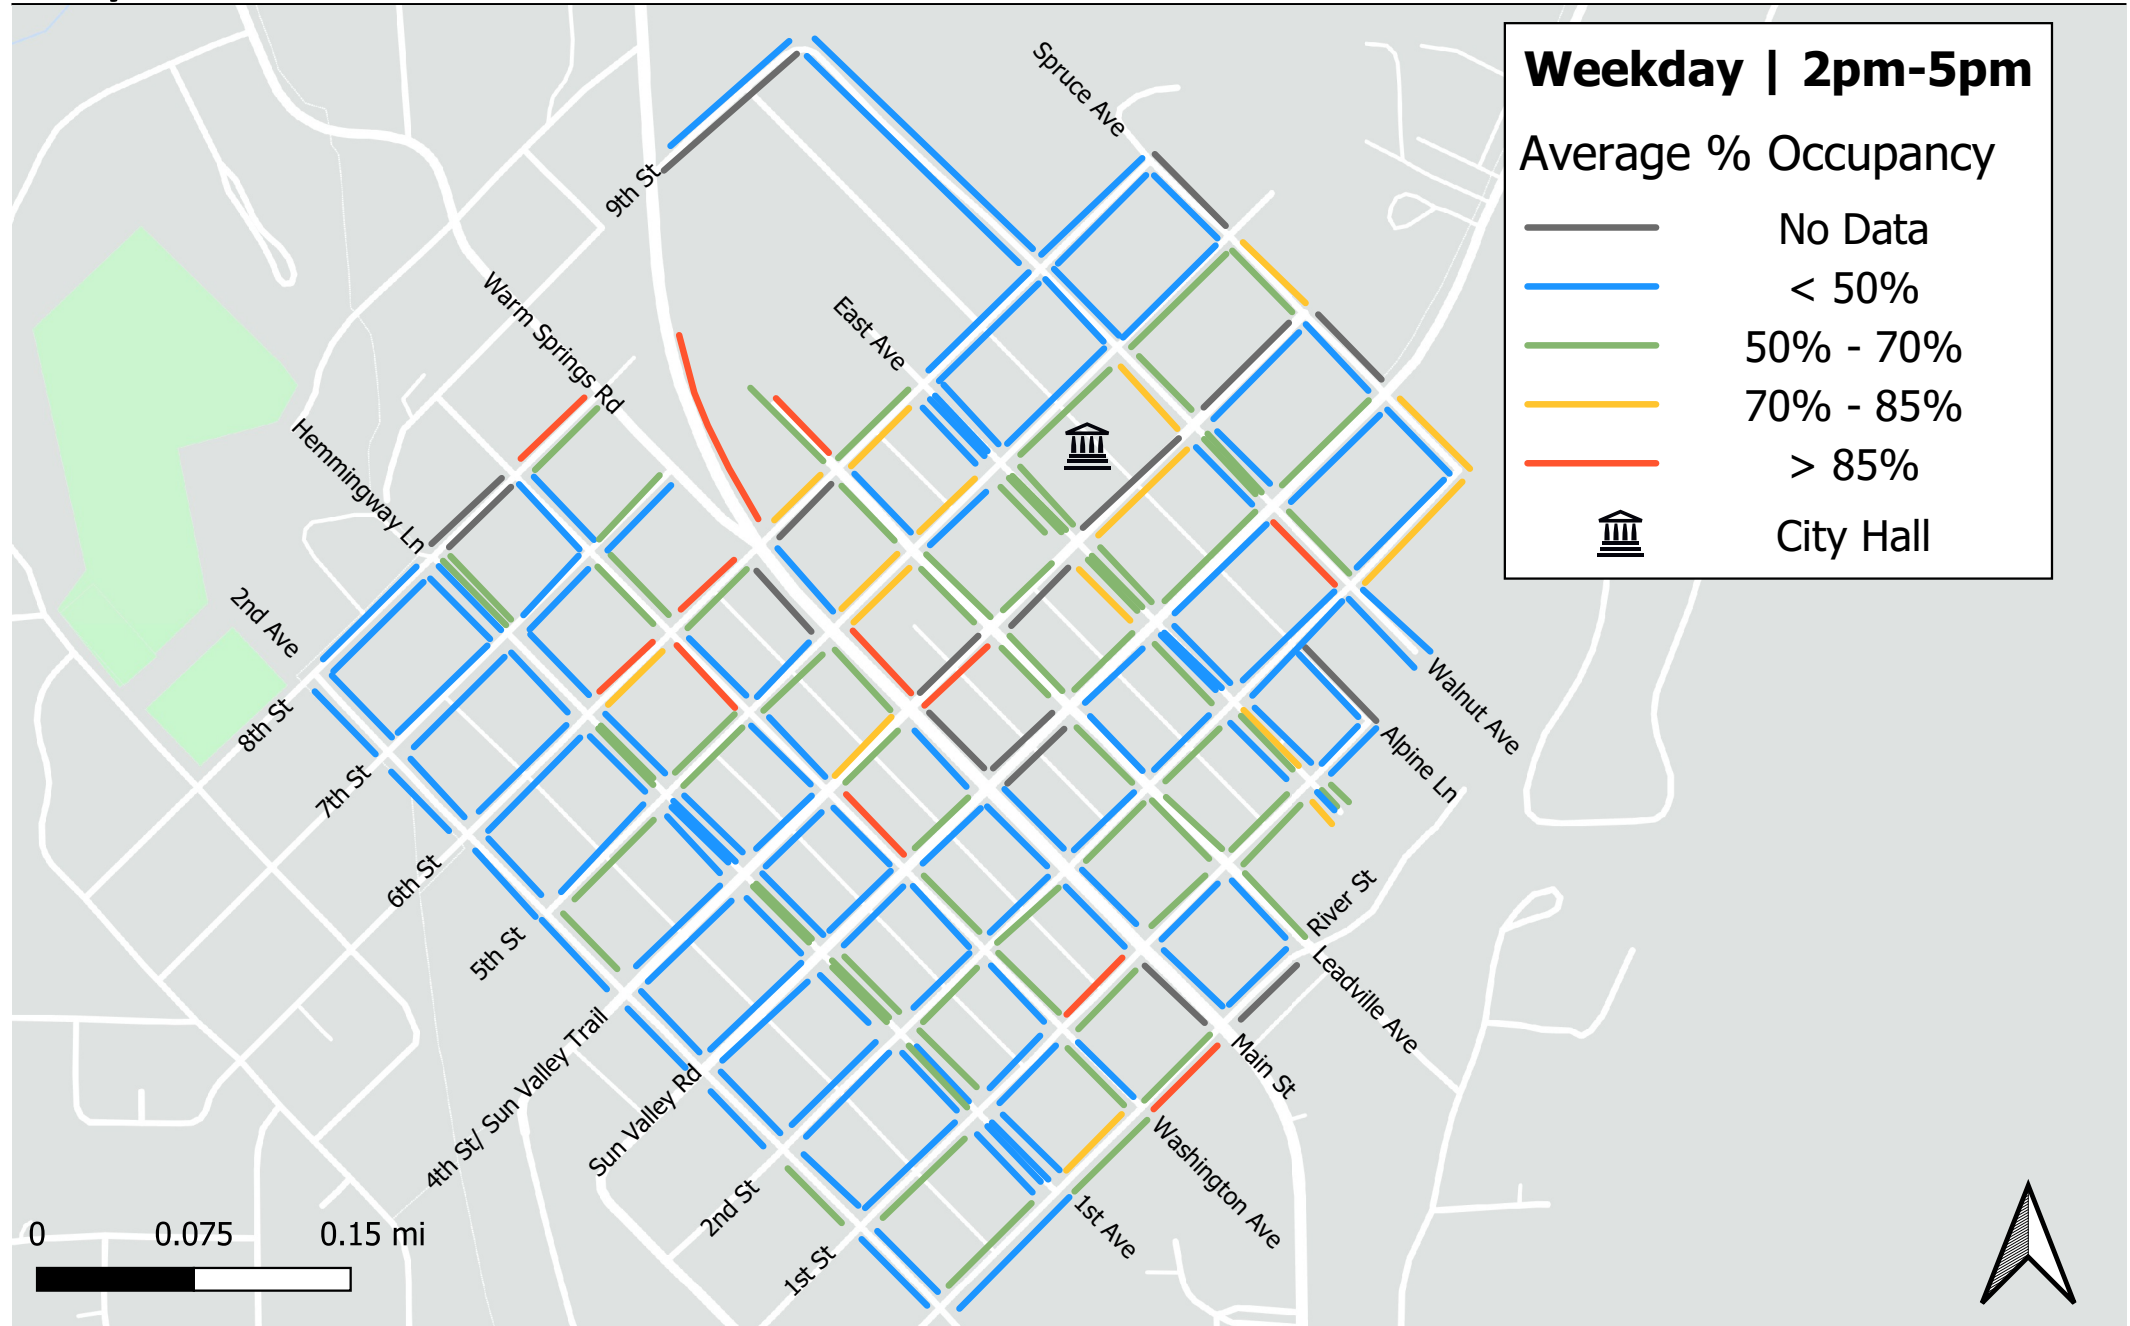 Weekday | 2pm-5pm
Average % Occupancy
No Data
< 50%
50% - 70%
70% - 85%
> 85%
City Hall
Spruce Ave
9th St
East Ave
Warm Springs Rd
Hemmingway Ln
2nd Ave
8th St
7th St
6th St
5th St
4th St/ Sun Valley Trail
Sun Valley Rd
2nd St
1st St
Walnut Ave
Alpine Ln
River St
Leadville Ave
Main St
Washington Ave
1st Ave
0 0.075 0.15 mi